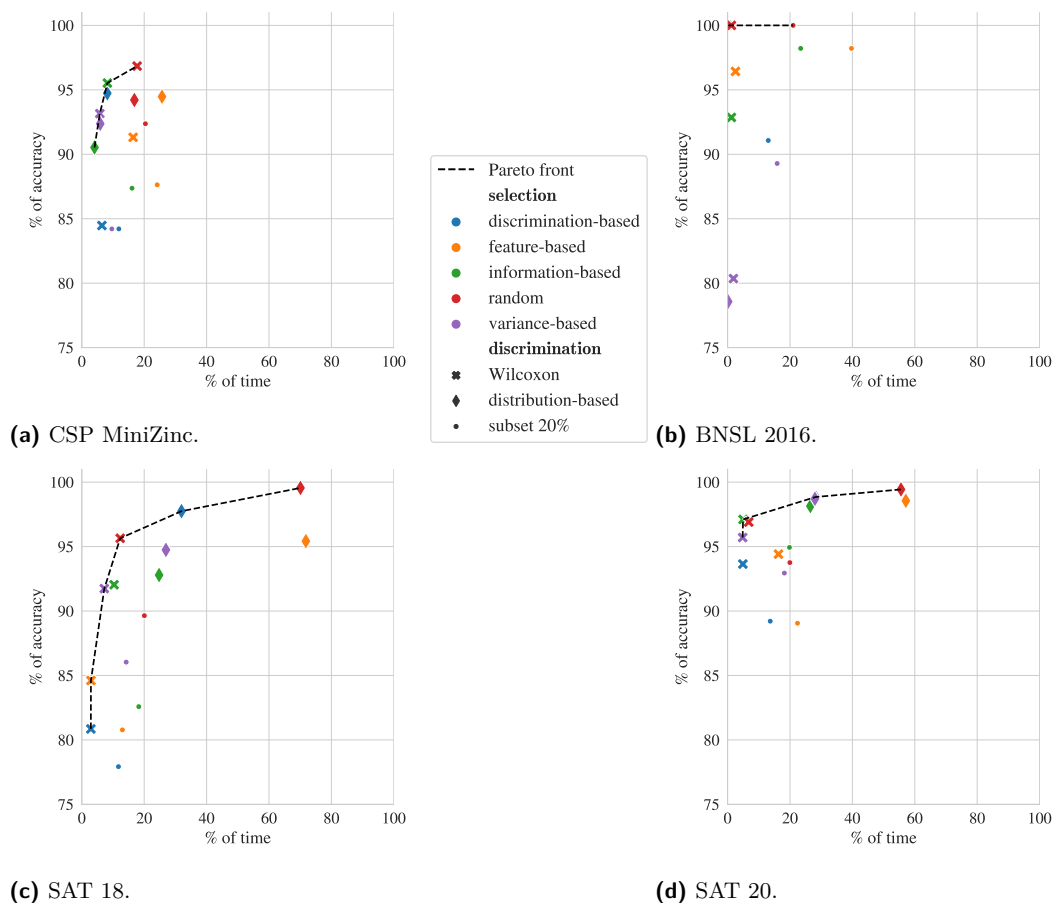 100
95
90
85
80
75
% of accuracy
0 20 40 60 80 100
% of time
(a) CSP MiniZinc.
Pareto front
selection
discrimination-based
feature-based
information-based
random
variance-based
discrimination
Wilcoxon
distribution-based
subset 20%
100
95
90
85
80
75
% of accuracy
0 20 40 60 80 100
% of time
(b) BNSL 2016.
100
95
90
85
80
75
% of accuracy
0 20 40 60 80 100
% of time
(c) SAT 18.
100
95
90
85
80
75
% of accuracy
0 20 40 60 80 100
% of time
(d) SAT 20.